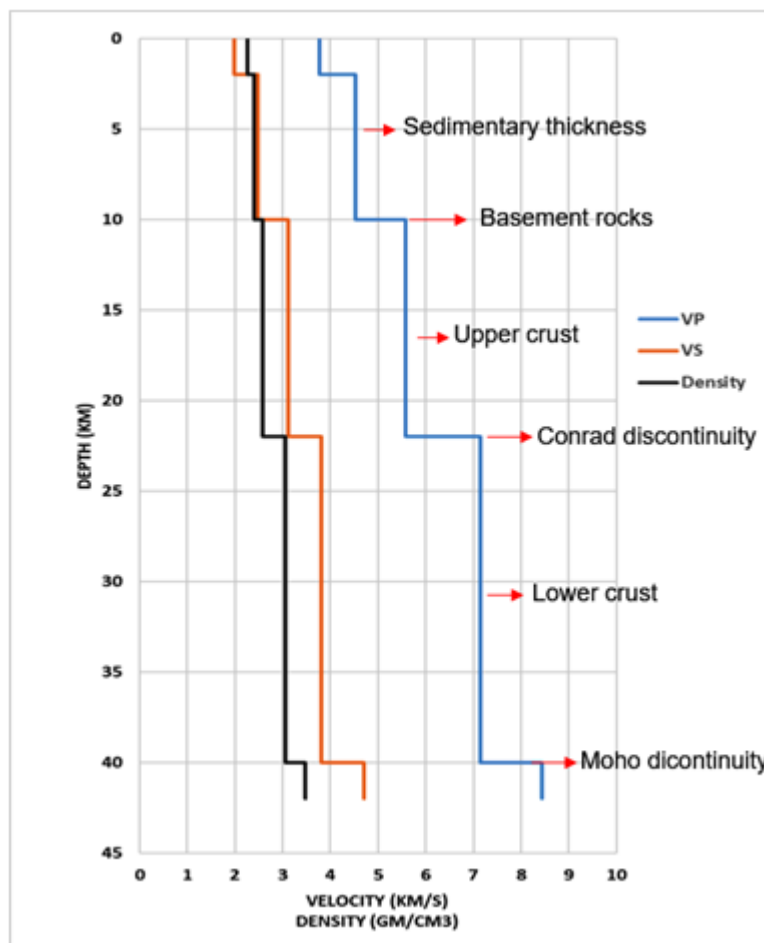 0
5
Sedimentary thickness
10
Basement rocks
15
VP
Upper crust
VS
Density
20
DEPTH (KM)
Conrad discontinuity
25
30
Lower crust
35
40
Moho dicontinuity
45
0 1 2 3 4 5 6 7 8 9 10
VELOCITY (KM/S)
DENSITY (GM/CM3)